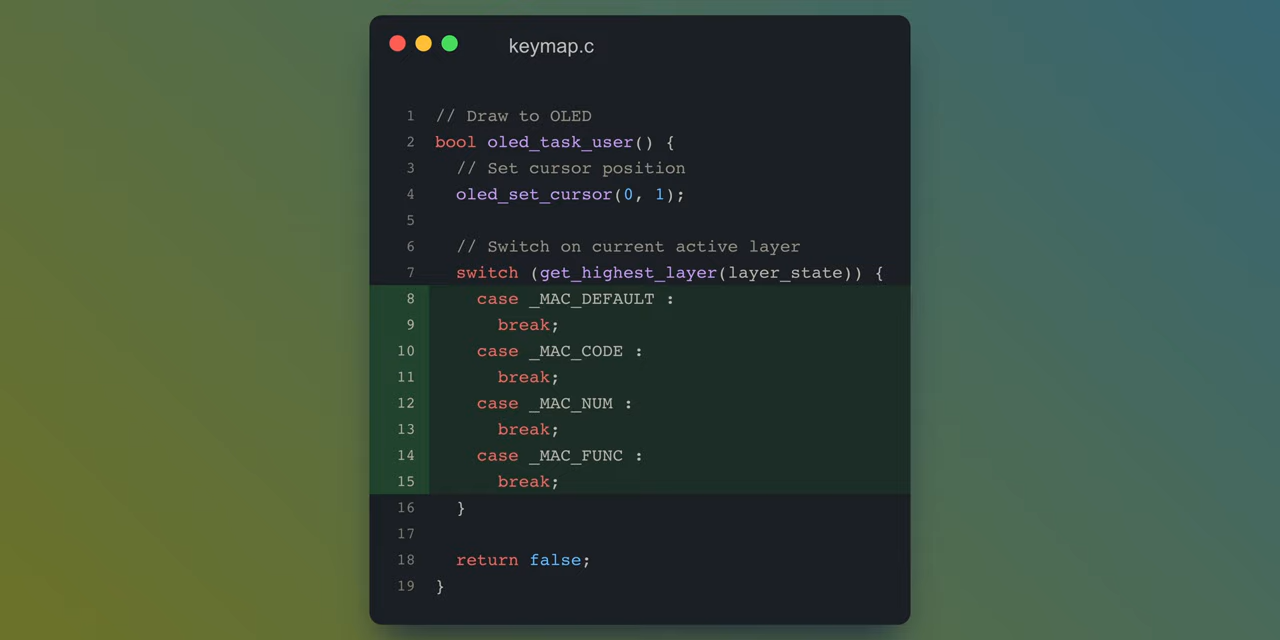 keymap.c
1 // Draw to OLED
2 bool oled_task_user() {
3   // Set cursor position
4   oled_set_cursor(0, 1);
5
6   // Switch on current active layer
7   switch (get_highest_layer(layer_state)) {
8     case _MAC_DEFAULT :
9       break;
10     case _MAC_CODE :
11       break;
12     case _MAC_NUM :
13       break;
14     case _MAC_FUNC :
15       break;
16   }
17
18   return false;
19 }